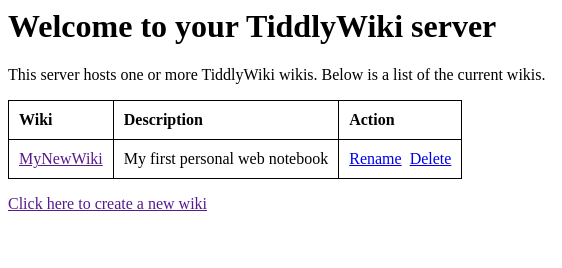 Welcome to your TiddlyWiki server
This server hosts one or more TiddlyWiki wikis. Below is a list of the current wikis.
Wiki Description Action
MyNewWiki My first personal web notebook Rename Delete
Click here to create a new wiki